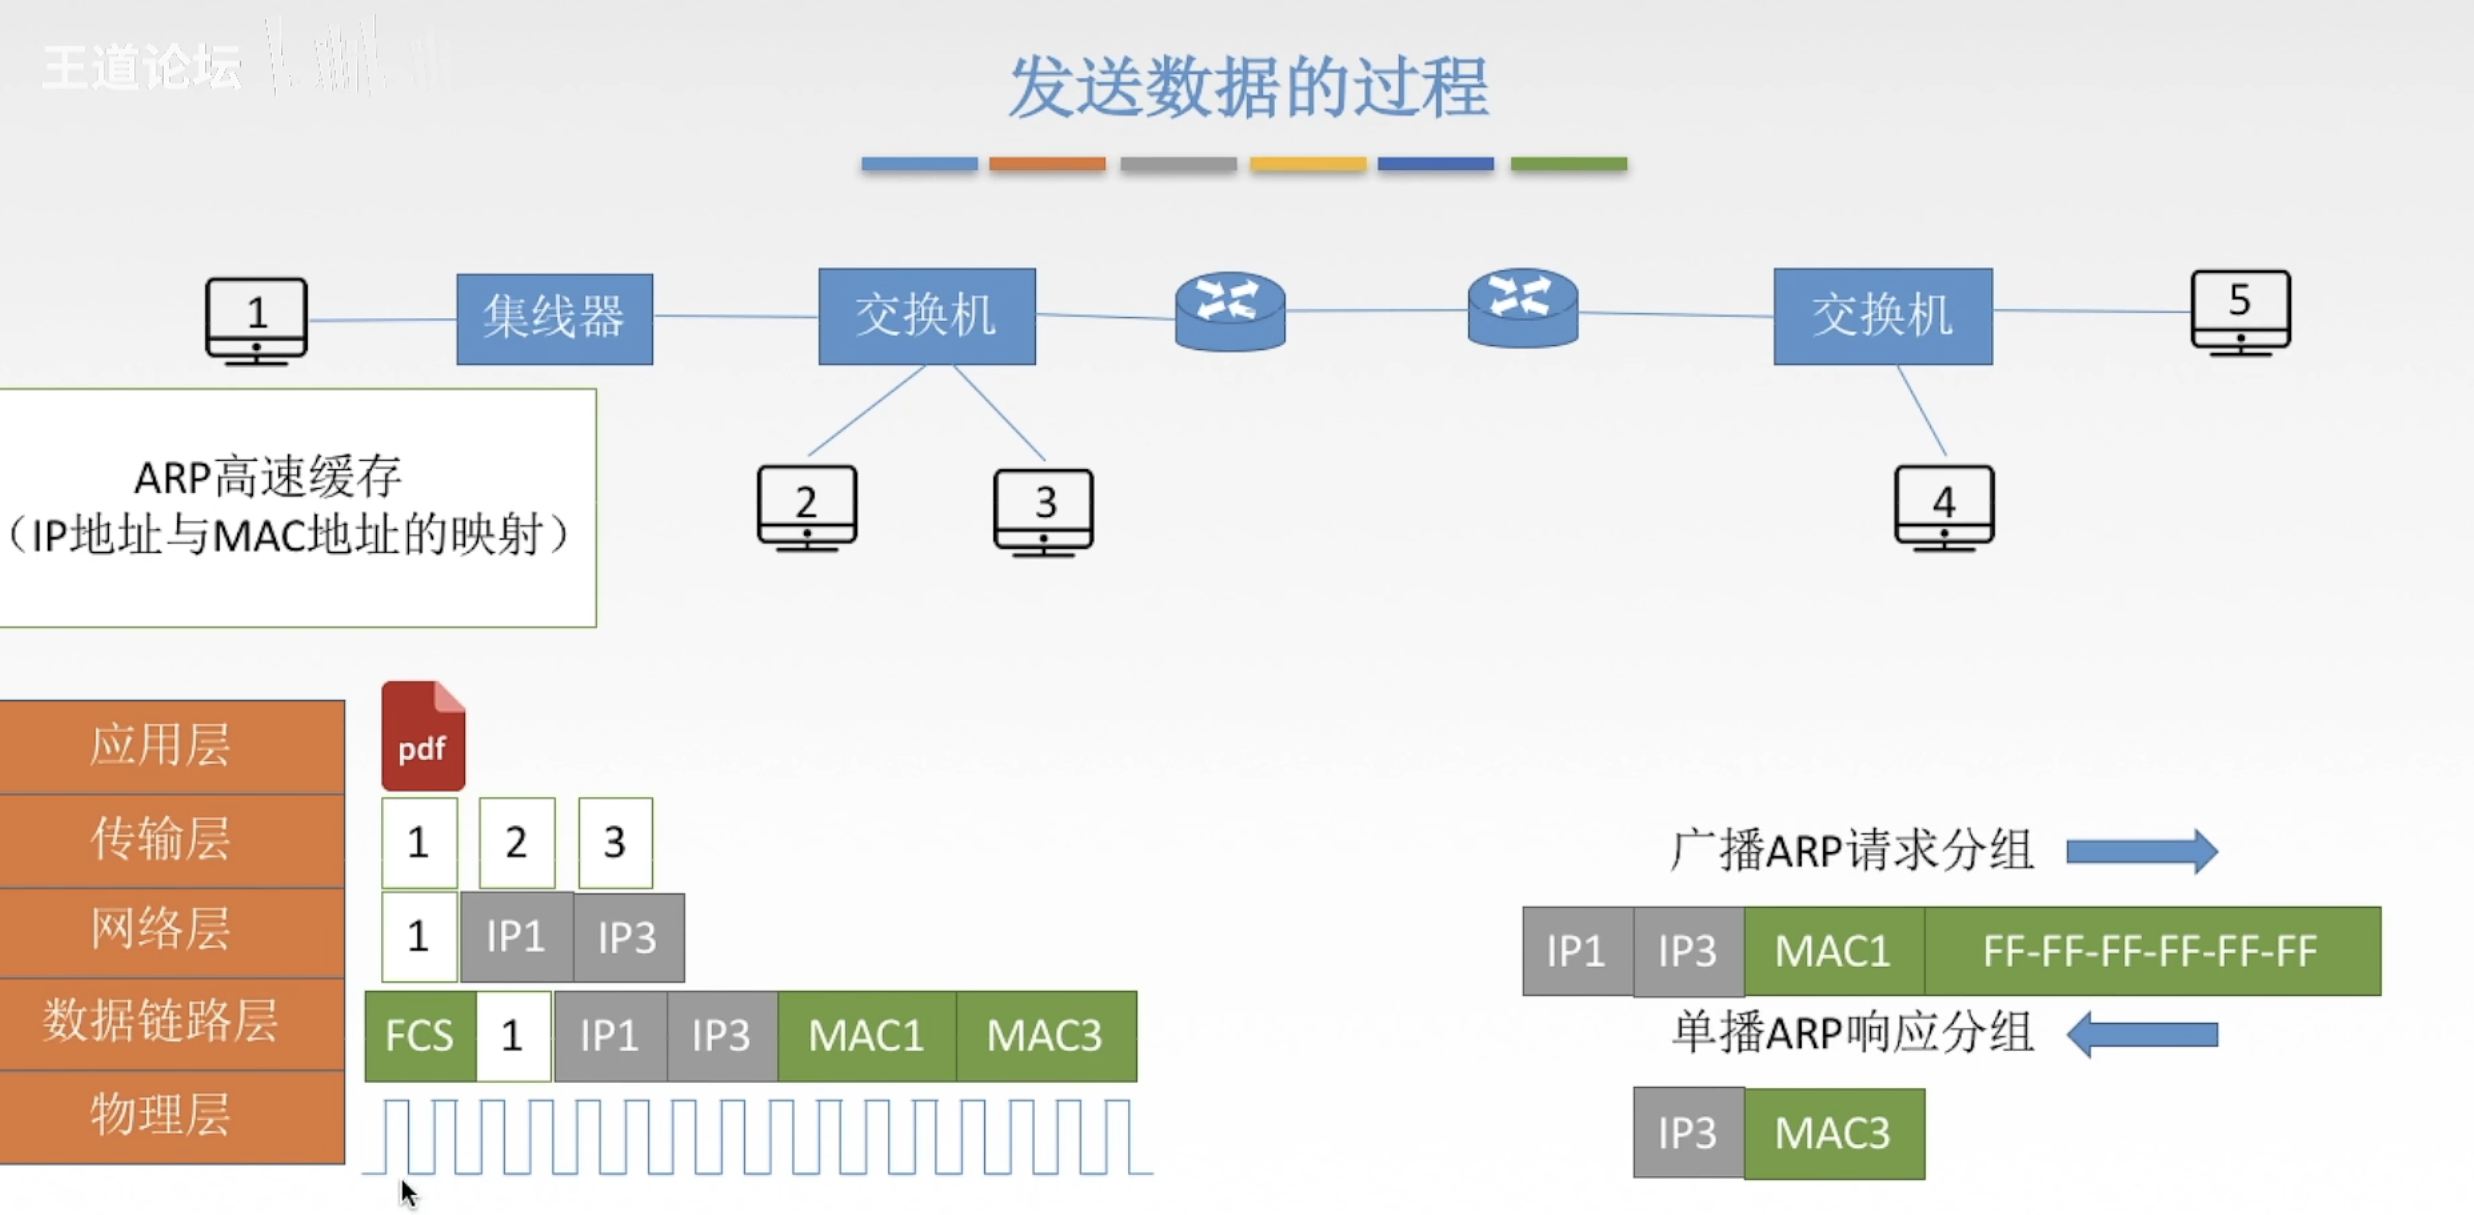 王道论坛
发送数据的过程
1
集线器
交换机
交换机
5
2
3
4
ARP高速缓存
（IP地址与MAC地址的映射）
应用层
pdf
传输层
1 2 3
网络层
1 IP1 IP3
数据链路层
FCS 1 IP1 IP3 MAC1 MAC3
物理层
广播ARP请求分组
IP1 IP3 MAC1 FF-FF-FF-FF-FF-FF
单播ARP响应分组
IP3 MAC3